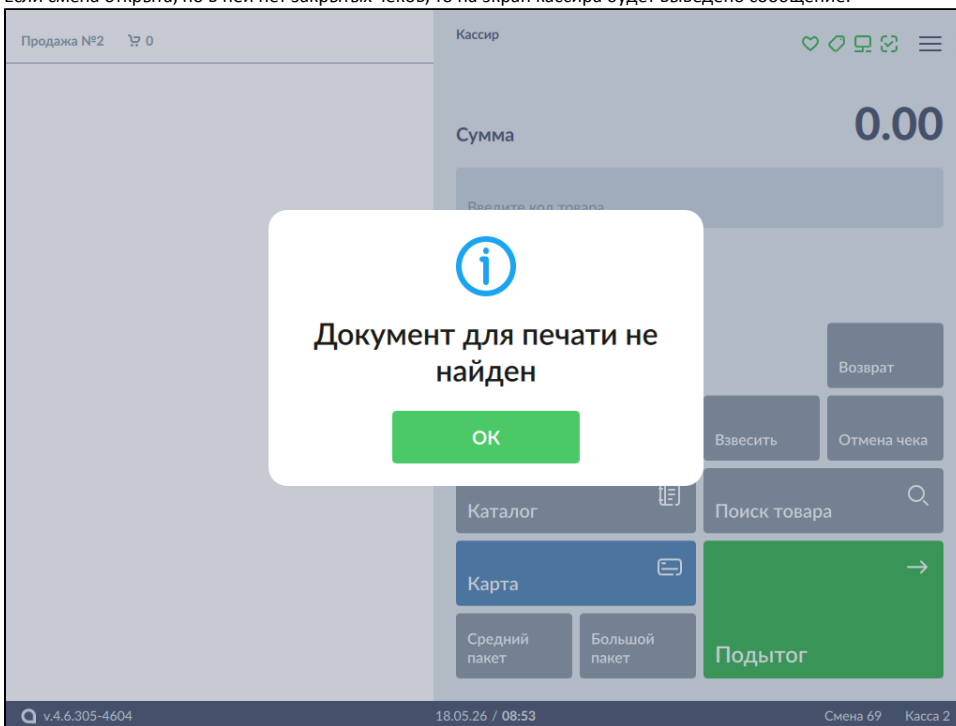 Если смена открыта, но в ней нет закрытых чеков, то на экран кассира будет выведено сообщение:
Продажа №2 0
Кассир
Сумма
0.00
Введите код товара
Документ для печати не
найден
ОК
Возврат
Взвесить
Отмена чека
Каталог
Поиск товара
Карта
Средний
пакет
Большой
пакет
Подытог
v.4.6.305-4604
18.05.26 / 08:53
Смена 69
Касса 2